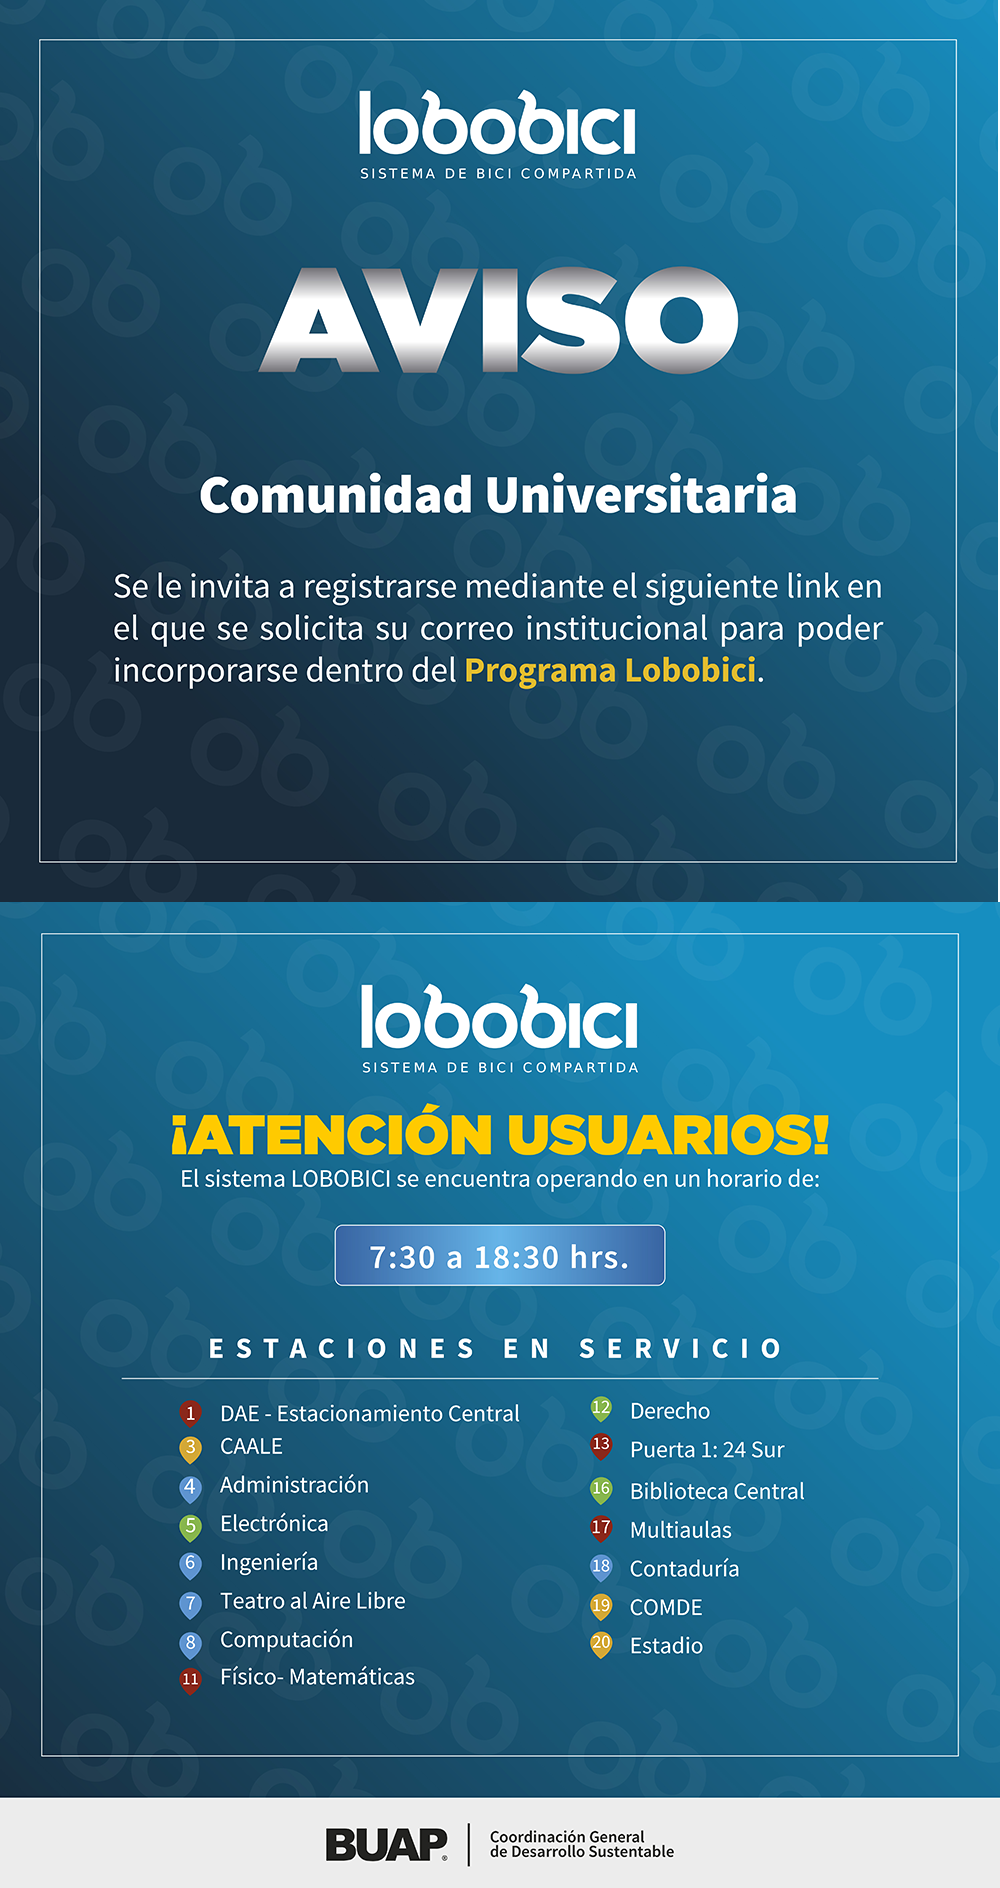 lobobici
SISTEMA DE BICI COMPARTIDA
AVISO
Comunidad Universitaria
Se le invita a registrarse mediante el siguiente link en
el que se solicita su correo institucional para poder
incorporarse dentro del Programa Lobobici.
lobobici
SISTEMA DE BICI COMPARTIDA
¡ATENCIÓN USUARIOS!
El sistema LOBOBICI se encuentra operando en un horario de:
7:30 a 18:30 hrs.
ESTACIONES EN SERVICIO
1 DAE - Estacionamiento Central
3 CAALE
4 Administración
5 Electrónica
6 Ingeniería
7 Teatro al Aire Libre
8 Computación
11 Físico- Matemáticas
12 Derecho
13 Puerta 1: 24 Sur
16 Biblioteca Central
17 Multiaulas
18 Contaduría
19 COMDE
20 Estadio
BUAP®
Coordinación General
de Desarrollo Sustentable